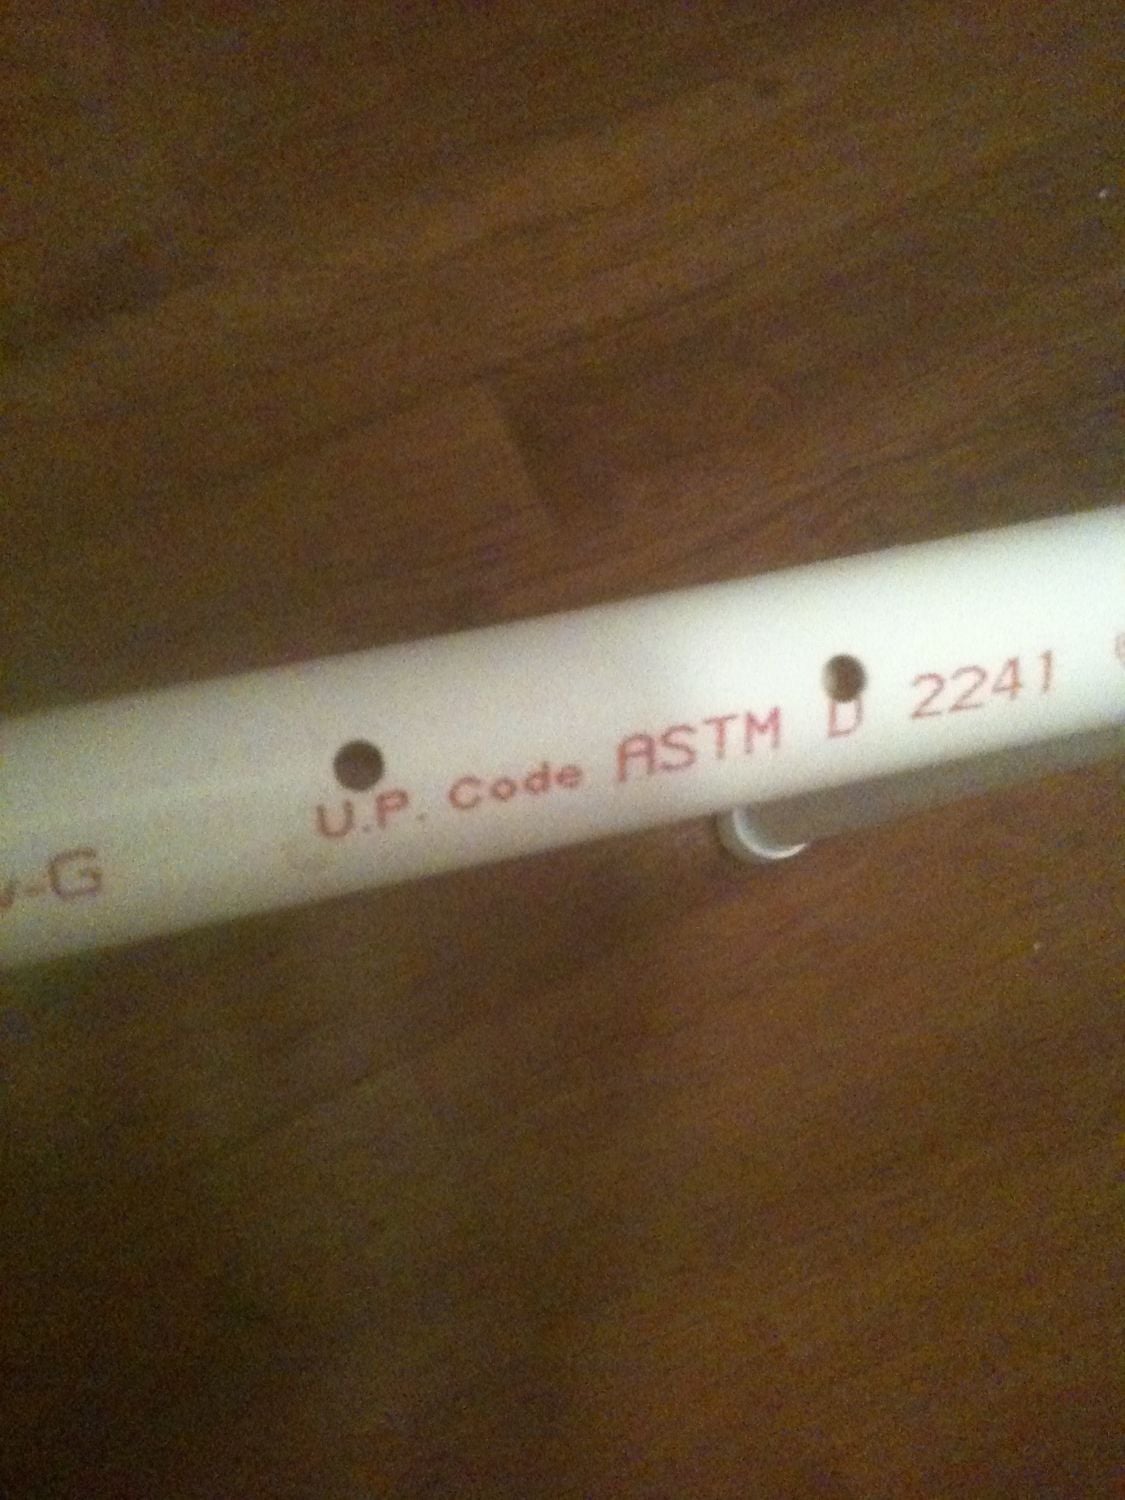 -G U.P. Code ASTM D 2241